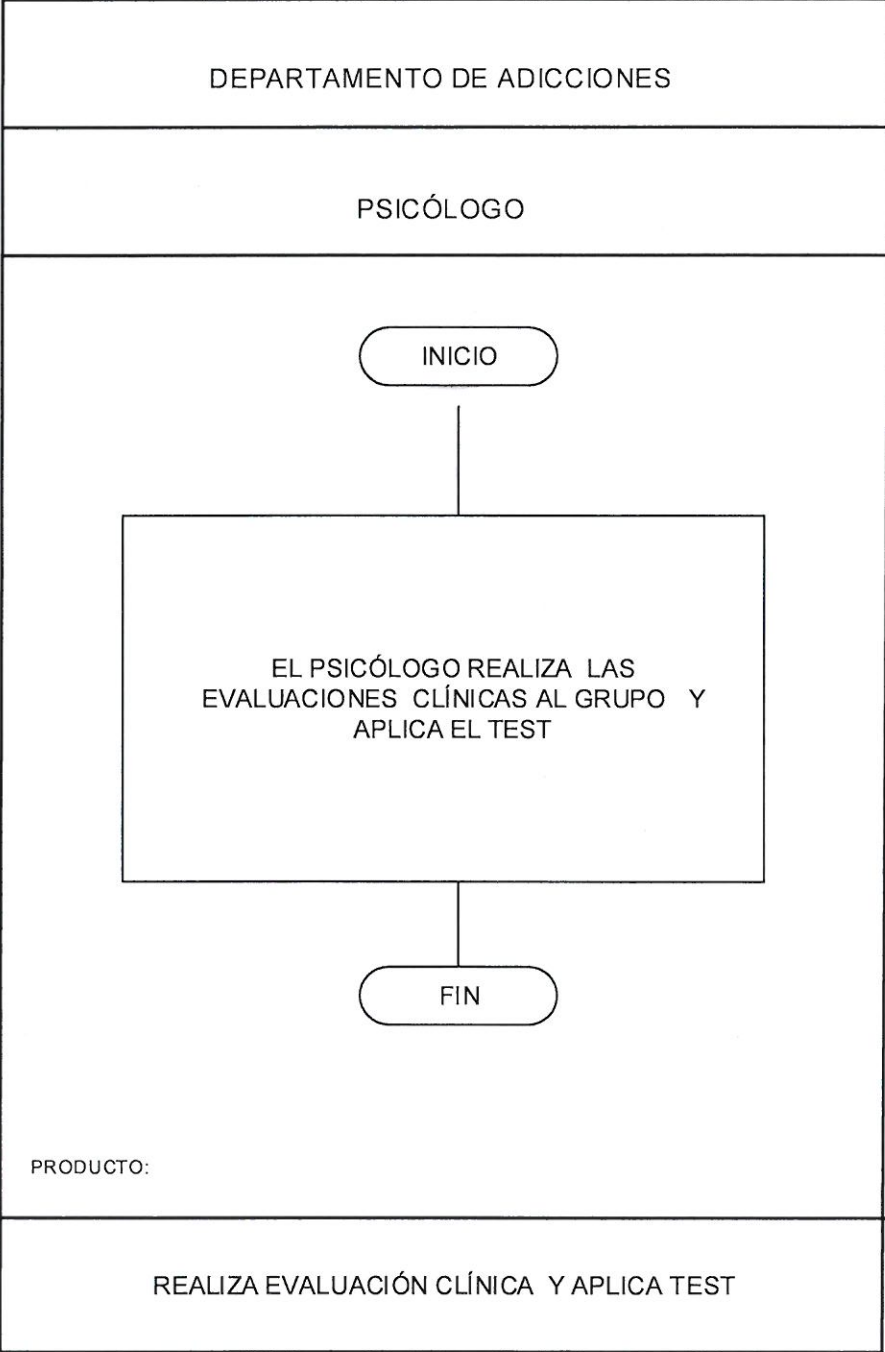 DEPARTAMENTO DE ADICCIONES
PSICÓLOGO
INICIO
EL PSICÓLOGO REALIZA LAS
EVALUACIONES CLÍNICAS AL GRUPO Y
APLICA EL TEST
FIN
PRODUCTO:
REALIZA EVALUACIÓN CLÍNICA Y APLICA TEST